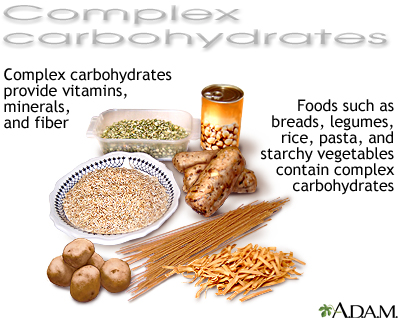 Complex
carbohydrates
Complex carbohydrates
provide vitamins,
minerals,
and fiber
Foods such as
breads, legumes,
rice, pasta, and
starchy vegetables
contain complex
carbohydrates
ADAM.